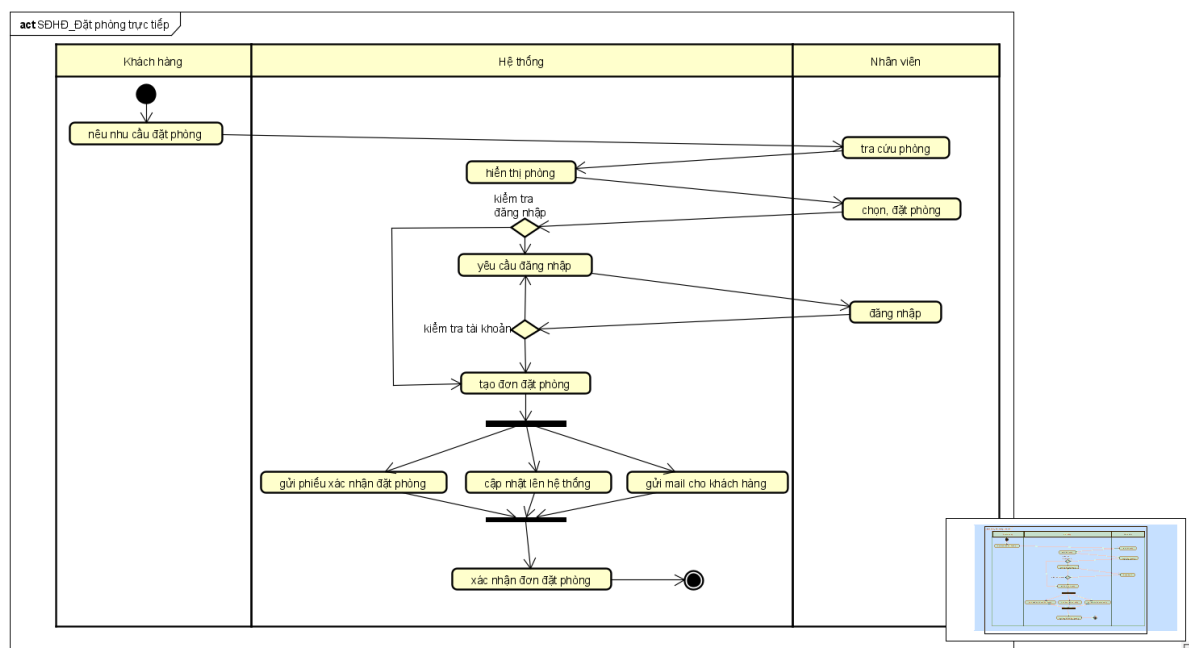 act SĐHĐ_Đặt phòng trực tiếp
Khách hàng
Hệ thống
Nhân viên
nêu nhu cầu đặt phòng
tra cứu phòng
hiển thị phòng
kiểm tra
đăng nhập
chọn, đặt phòng
yêu cầu đăng nhập
đăng nhập
kiểm tra tài khoản
tạo đơn đặt phòng
gửi phiếu xác nhận đặt phòng
cập nhật lên hệ thống
gửi mail cho khách hàng
xác nhận đơn đặt phòng